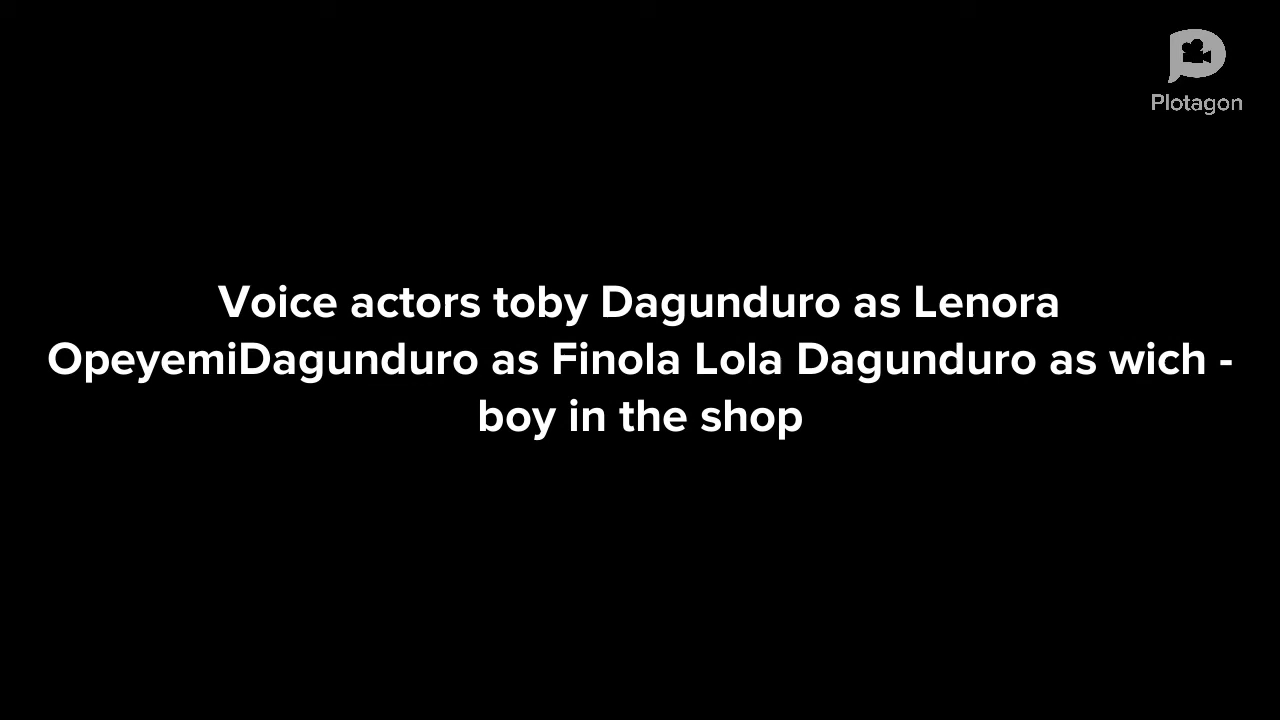 Plotagon
Voice actors toby Dagunduro as Lenora
OpeyemiDagunduro as Finola Lola Dagunduro as wich -
boy in the shop